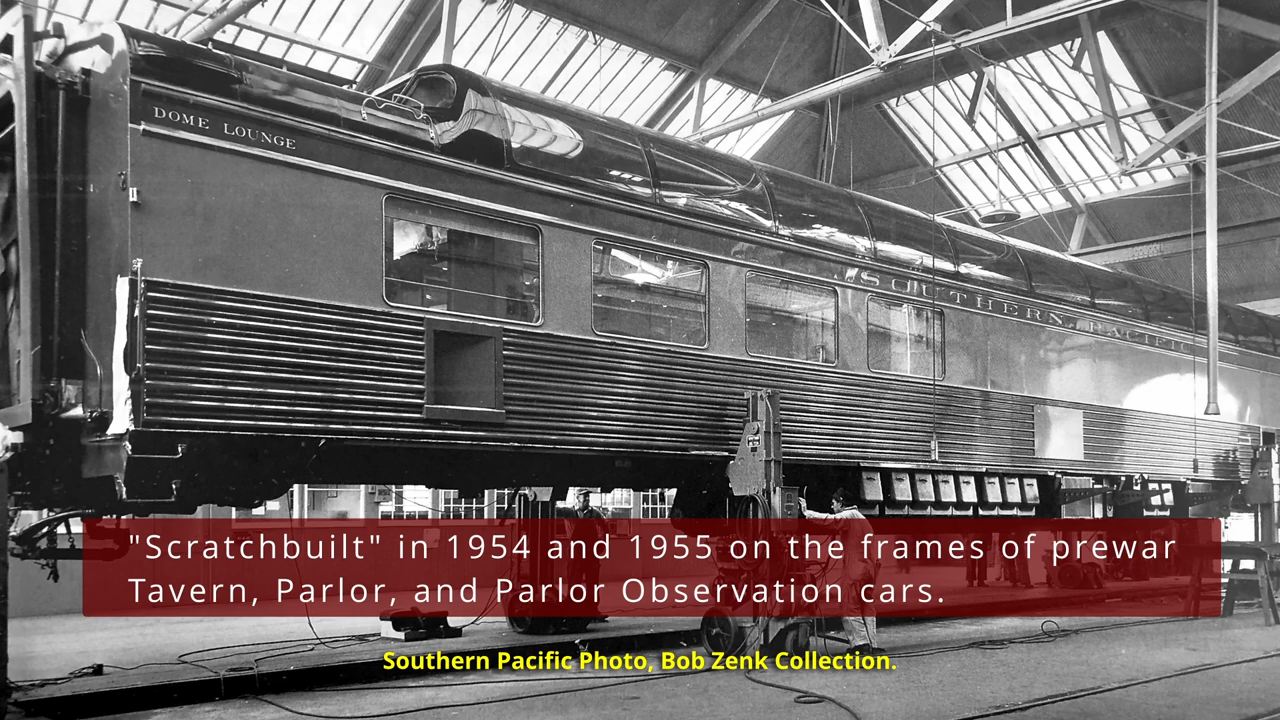 DOME LOUNGE
SOUTHERN PACIFIC
"Scratchbuilt" in 1954 and 1955 on the frames of prewar
Tavern, Parlor, and Parlor Observation cars.
Southern Pacific Photo, Bob Zenk Collection.